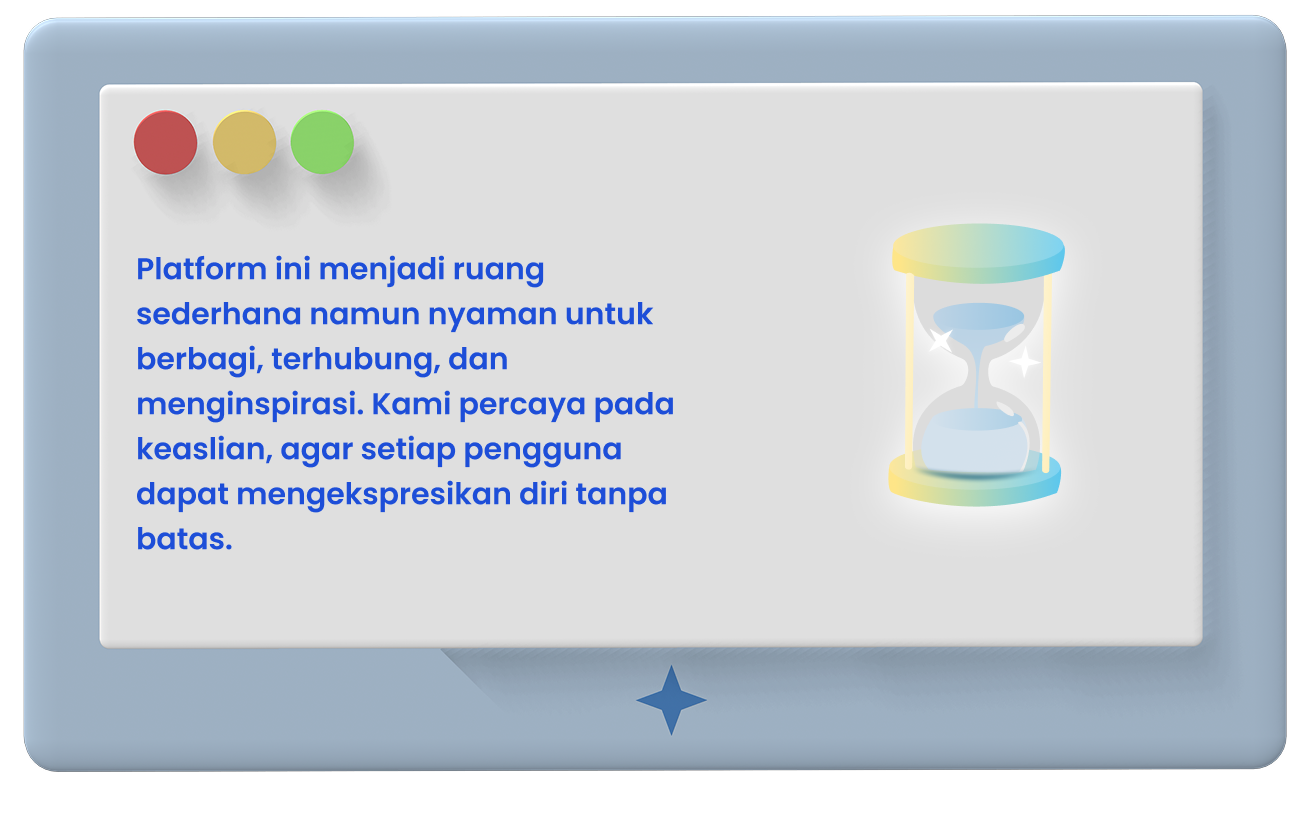 Platform ini menjadi ruang
sederhana namun nyaman untuk
berbagi, terhubung, dan
menginspirasi. Kami percaya pada
keaslian, agar setiap pengguna
dapat mengekspresikan diri tanpa
batas.